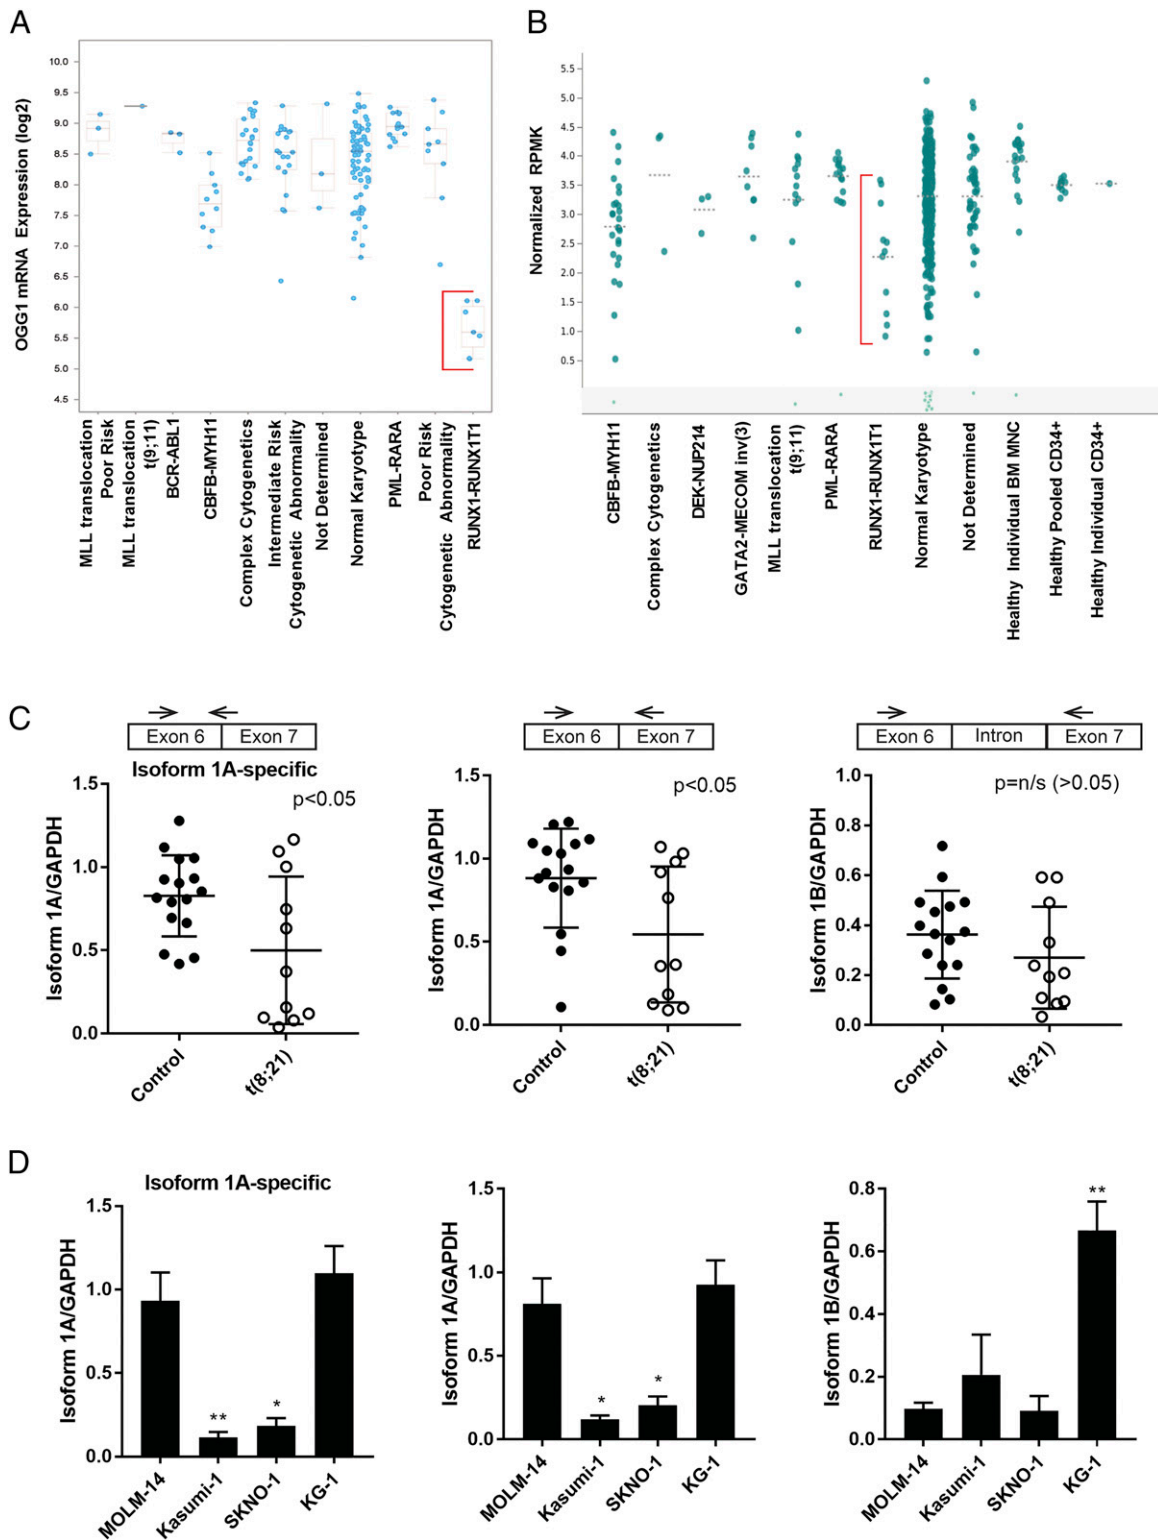 A
OGG1 mRNA Expression (log2)
10.0
9.5
9.0
8.5
8.0
7.5
7.0
6.5
6.0
5.5
5.0
4.5
MLL translocation
Poor Risk
MLL translocation
t(9;11)
BCR-ABL1
CBFB-MYH11
Complex Cytogenetics
Intermediate Risk
Cytogenetic Abnormality
Not Determined
Normal Karyotype
PML-RARA
Poor Risk
Cytogenetic Abnormality
RUNX1-RUNX1T1
B
Normalized RPMK
5.5
5.0
4.5
4.0
3.5
3.0
2.5
2.0
1.5
1.0
0.5
CBFB-MYH11
Complex Cytogenetics
DEK-NUP214
GATA2-MECOM inv(3)
MLL translocation
t(9;11)
PML-RARA
RUNX1-RUNX1T1
Normal Karyotype
Not Determined
Healthy Individual BM MNC
Healthy Pooled CD34+
Healthy Individual CD34+
C
Exon 6 Exon 7
Isoform 1A-specific
p<0.05
Isoform 1A/GAPDH
1.5
1.0
0.5
0.0
Control
t(8;21)
Exon 6 Exon 7
p<0.05
Isoform 1A/GAPDH
1.5
1.0
0.5
0.0
Control
t(8;21)
Exon 6 Intron Exon 7
p=n/s (>0.05)
Isoform 1B/GAPDH
1.0
0.8
0.6
0.4
0.2
0.0
Control
t(8;21)
D
Isoform 1A-specific
Isoform 1A/GAPDH
1.5
1.0
0.5
0.0
**
*
MOLM-14
Kasumi-1
SKNO-1
KG-1
Isoform 1A/GAPDH
1.5
1.0
0.5
0.0
*
*
MOLM-14
Kasumi-1
SKNO-1
KG-1
Isoform 1B/GAPDH
0.8
0.6
0.4
0.2
0.0
**
MOLM-14
Kasumi-1
SKNO-1
KG-1